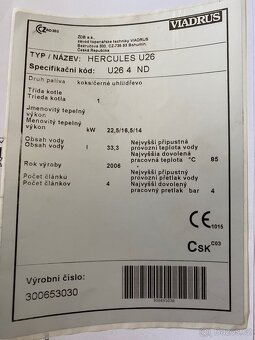 VIADRUS
ŽDB a.s.,
závod topenářské techniky VIADRUS
Bezručova 300, CZ-735 93 Bohumín,
Česká Republika
TYP / NÁZEV: HERCULES U26
Specifikační kód: U26 4 ND
Druh paliva koks/černé uhlí/dřevo
Třída kotle
Trieda kotla 1
Jmenovitý tepelný výkon
Menovitý tepelný výkon kW 22,5/16,5/14
Nejvyšší přípustná provozní teplota vody
Obsah vody
Obsah vody l 33,3
Najvyššia dovolená pracovná teplota °C 95
Rok výroby 2006
Počet článků
Počet článkov 4
Nejvyšší přípustný provozní přetlak vody
Najvyšší dovolený pracovný pretlak bar 4
CE 1015
CSK C03
Výrobní číslo:
300653030
300653030